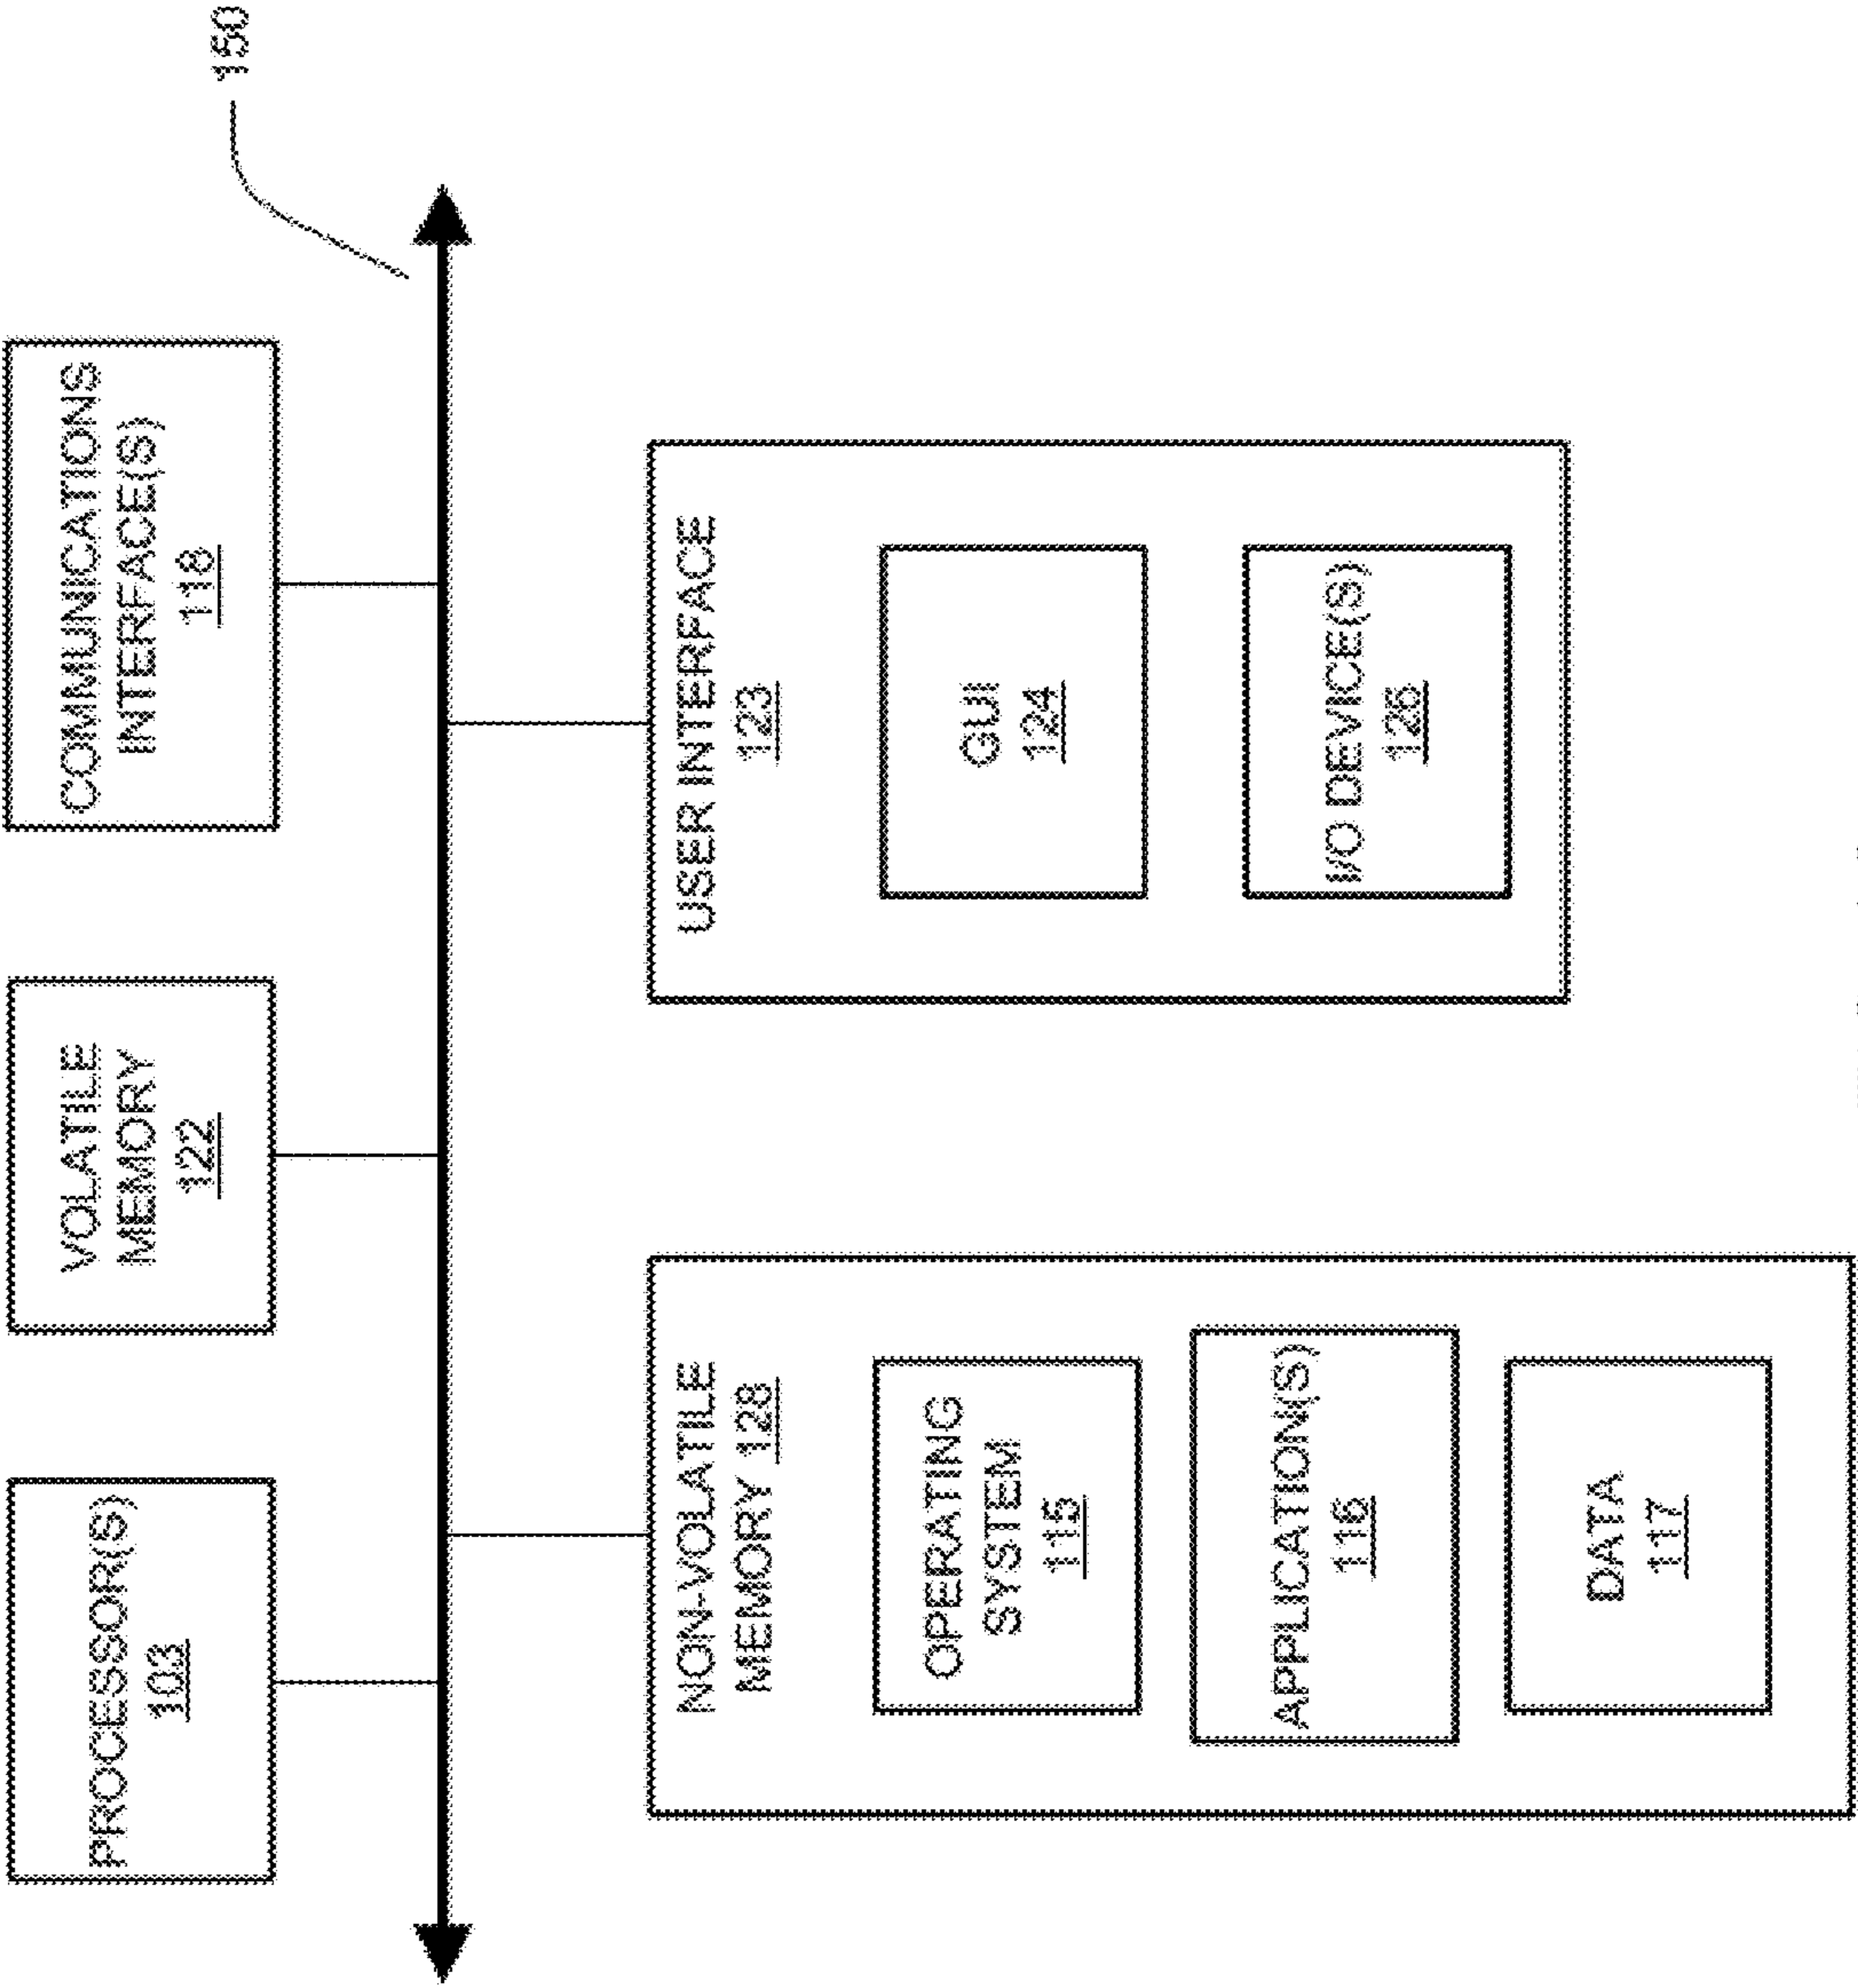 PROCESSOR(S)
103
VOLATILE
MEMORY
122
COMMUNICATIONS
INTERFACE(S)
118
150
NON-VOLATILE
MEMORY 128
OPERATING
SYSTEM
115
APPLICATION(S)
116
DATA
117
USER INTERFACE
123
GUI
124
I/O DEVICE(S)
126